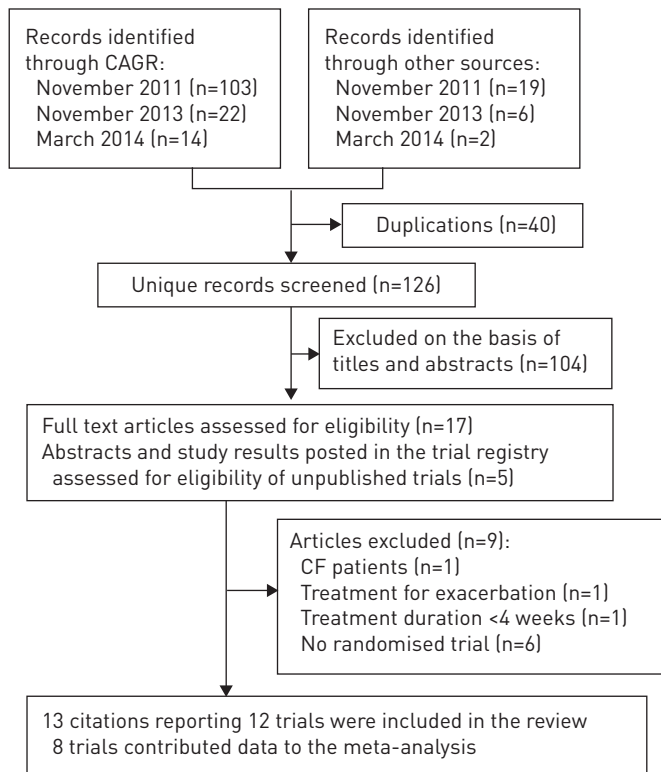 Records identified
through CAGR:
November 2011 (n=103)
November 2013 (n=22)
March 2014 (n=14)
Records identified
through other sources:
November 2011 (n=19)
November 2013 (n=6)
March 2014 (n=2)
Duplications (n=40)
Unique records screened (n=126)
Excluded on the basis of
titles and abstracts (n=104)
Full text articles assessed for eligibility (n=17)
Abstracts and study results posted in the trial registry
assessed for eligibility of unpublished trials (n=5)
Articles excluded (n=9):
CF patients (n=1)
Treatment for exacerbation (n=1)
Treatment duration <4 weeks (n=1)
No randomised trial (n=6)
13 citations reporting 12 trials were included in the review
8 trials contributed data to the meta-analysis